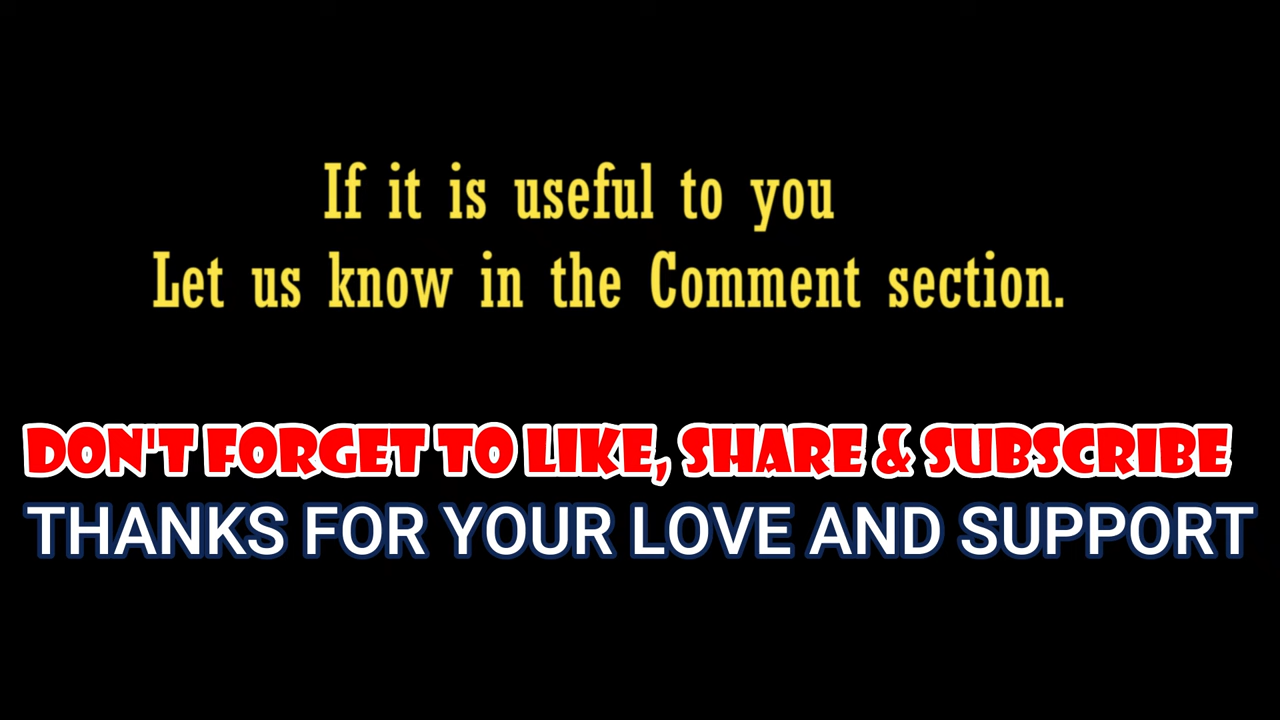 If it is useful to you
Let us know in the Comment section.
DON'T FORGET TO LIKE, SHARE & SUBSCRIBE
THANKS FOR YOUR LOVE AND SUPPORT